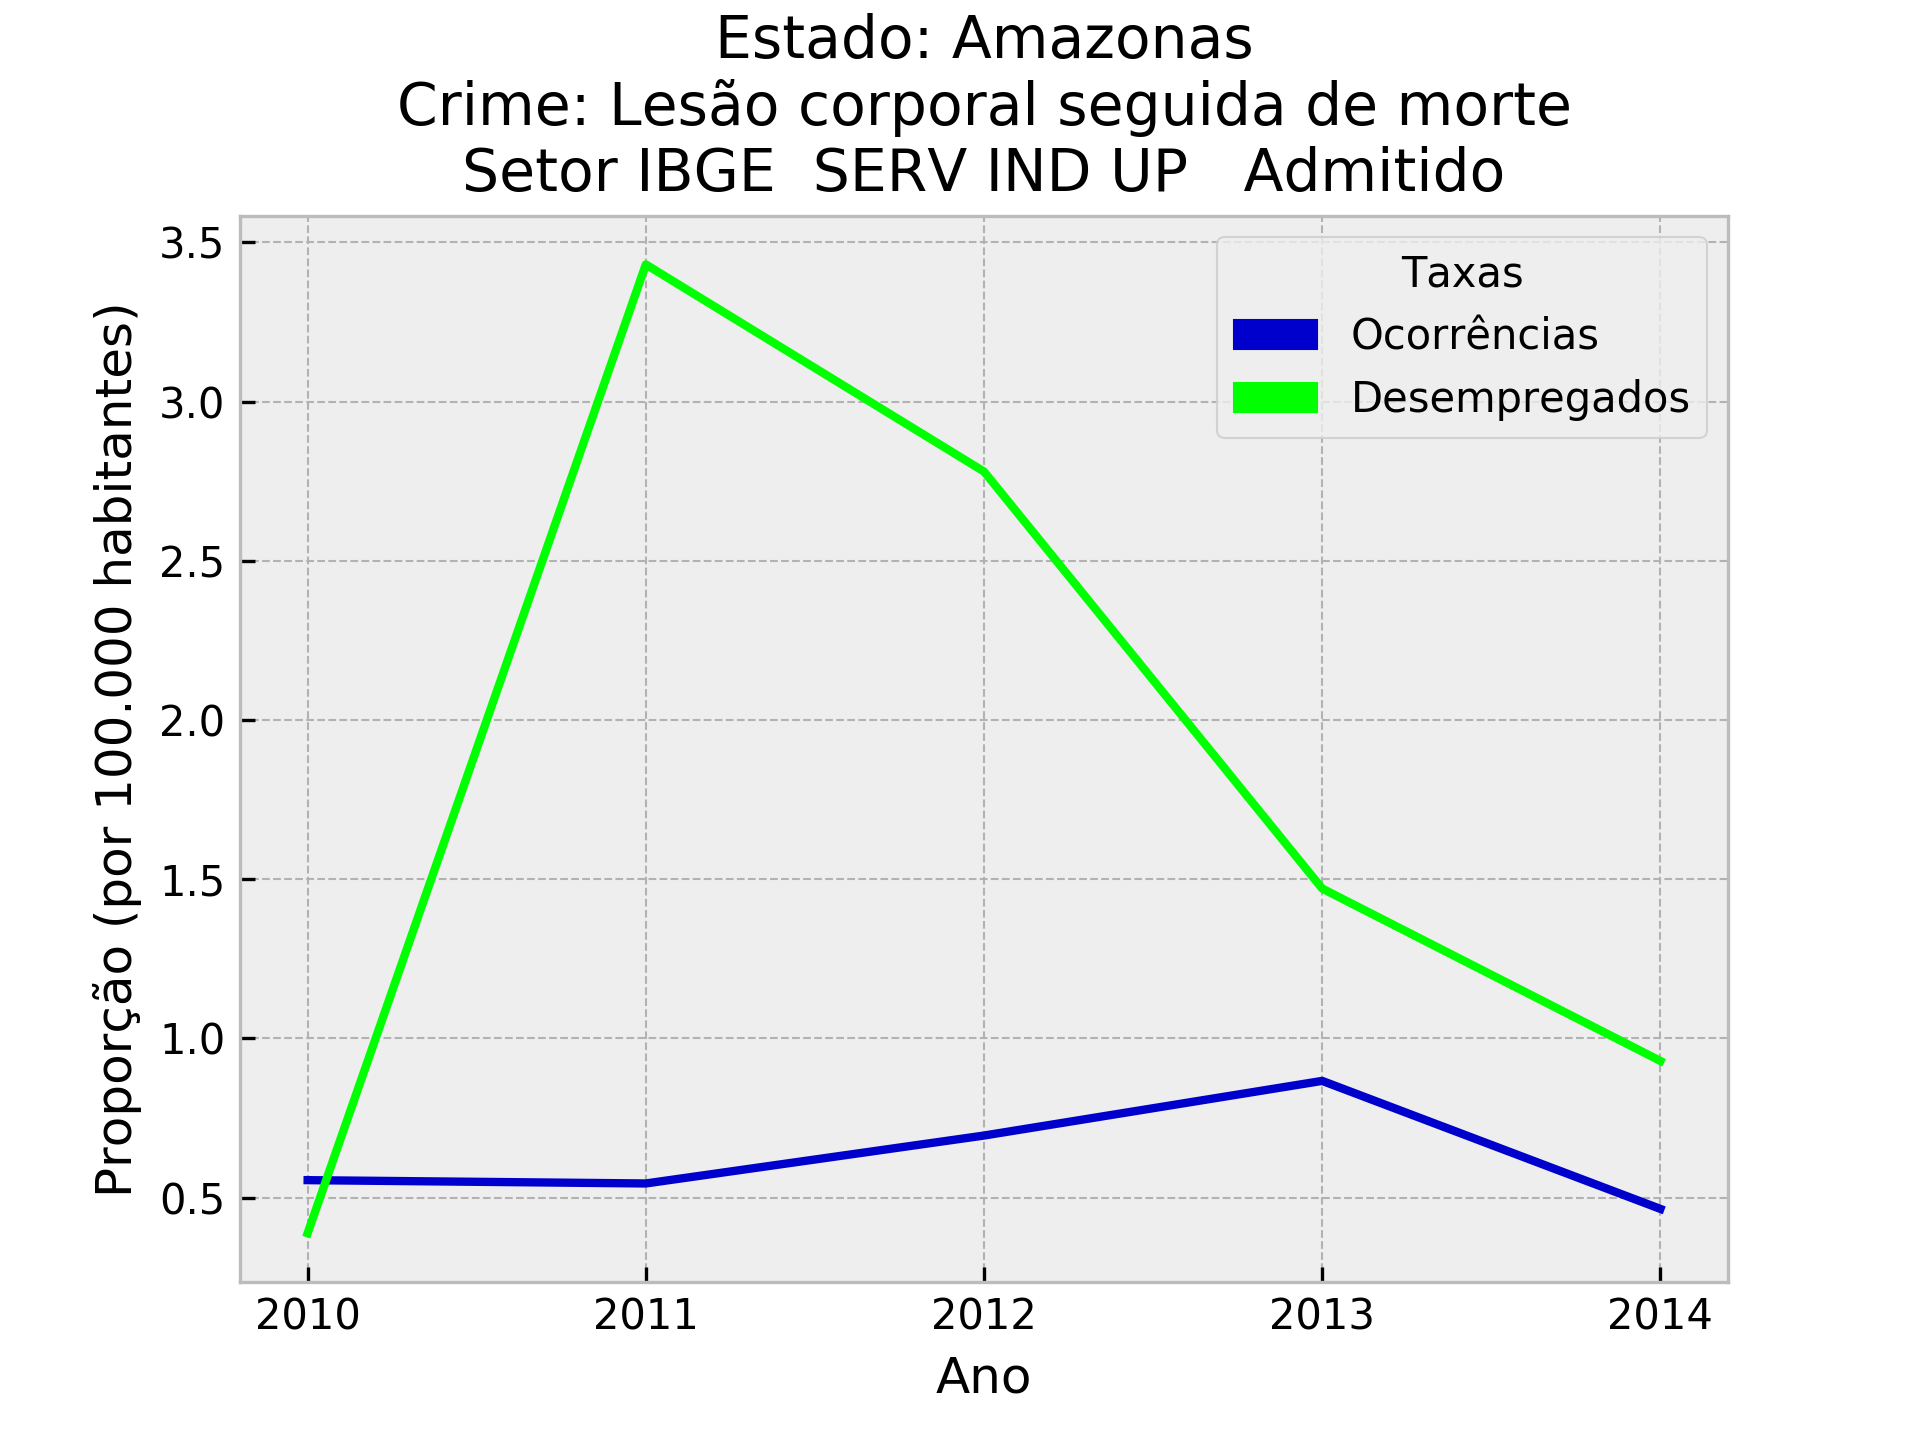 Estado: Amazonas
Crime: Lesão corporal seguida de morte
Setor IBGE  SERV IND UP   Admitido
Proporção (por 100.000 habitantes)
3.5
3.0
2.5
2.0
1.5
1.0
0.5
Taxas
Ocorrências
Desempregados
2010
2011
2012
2013
2014
Ano